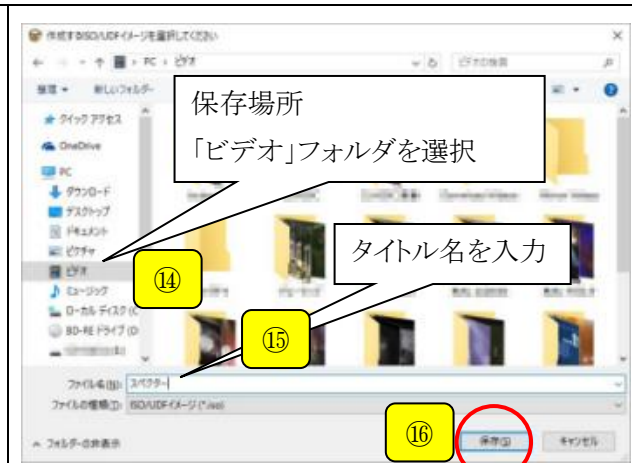 作成するISO/UDFイメージを選択してください
PC › ビデオ
ビデオの検索
整理
新しいフォルダー
保存場所
「ビデオ」フォルダを選択
クイック アクセス
OneDrive
PC
ダウンロード
デスクトップ
ドキュメント
ピクチャ
ビデオ
ミュージック
ローカル ディスク (C
BD-RE ドライブ (D
⑭
タイトル名を入力
⑮
ファイル名(N): スペクター
ファイルの種類(T): ISO/UDFイメージ (*.iso)
⑯
フォルダーの非表示
保存(S)
キャンセル